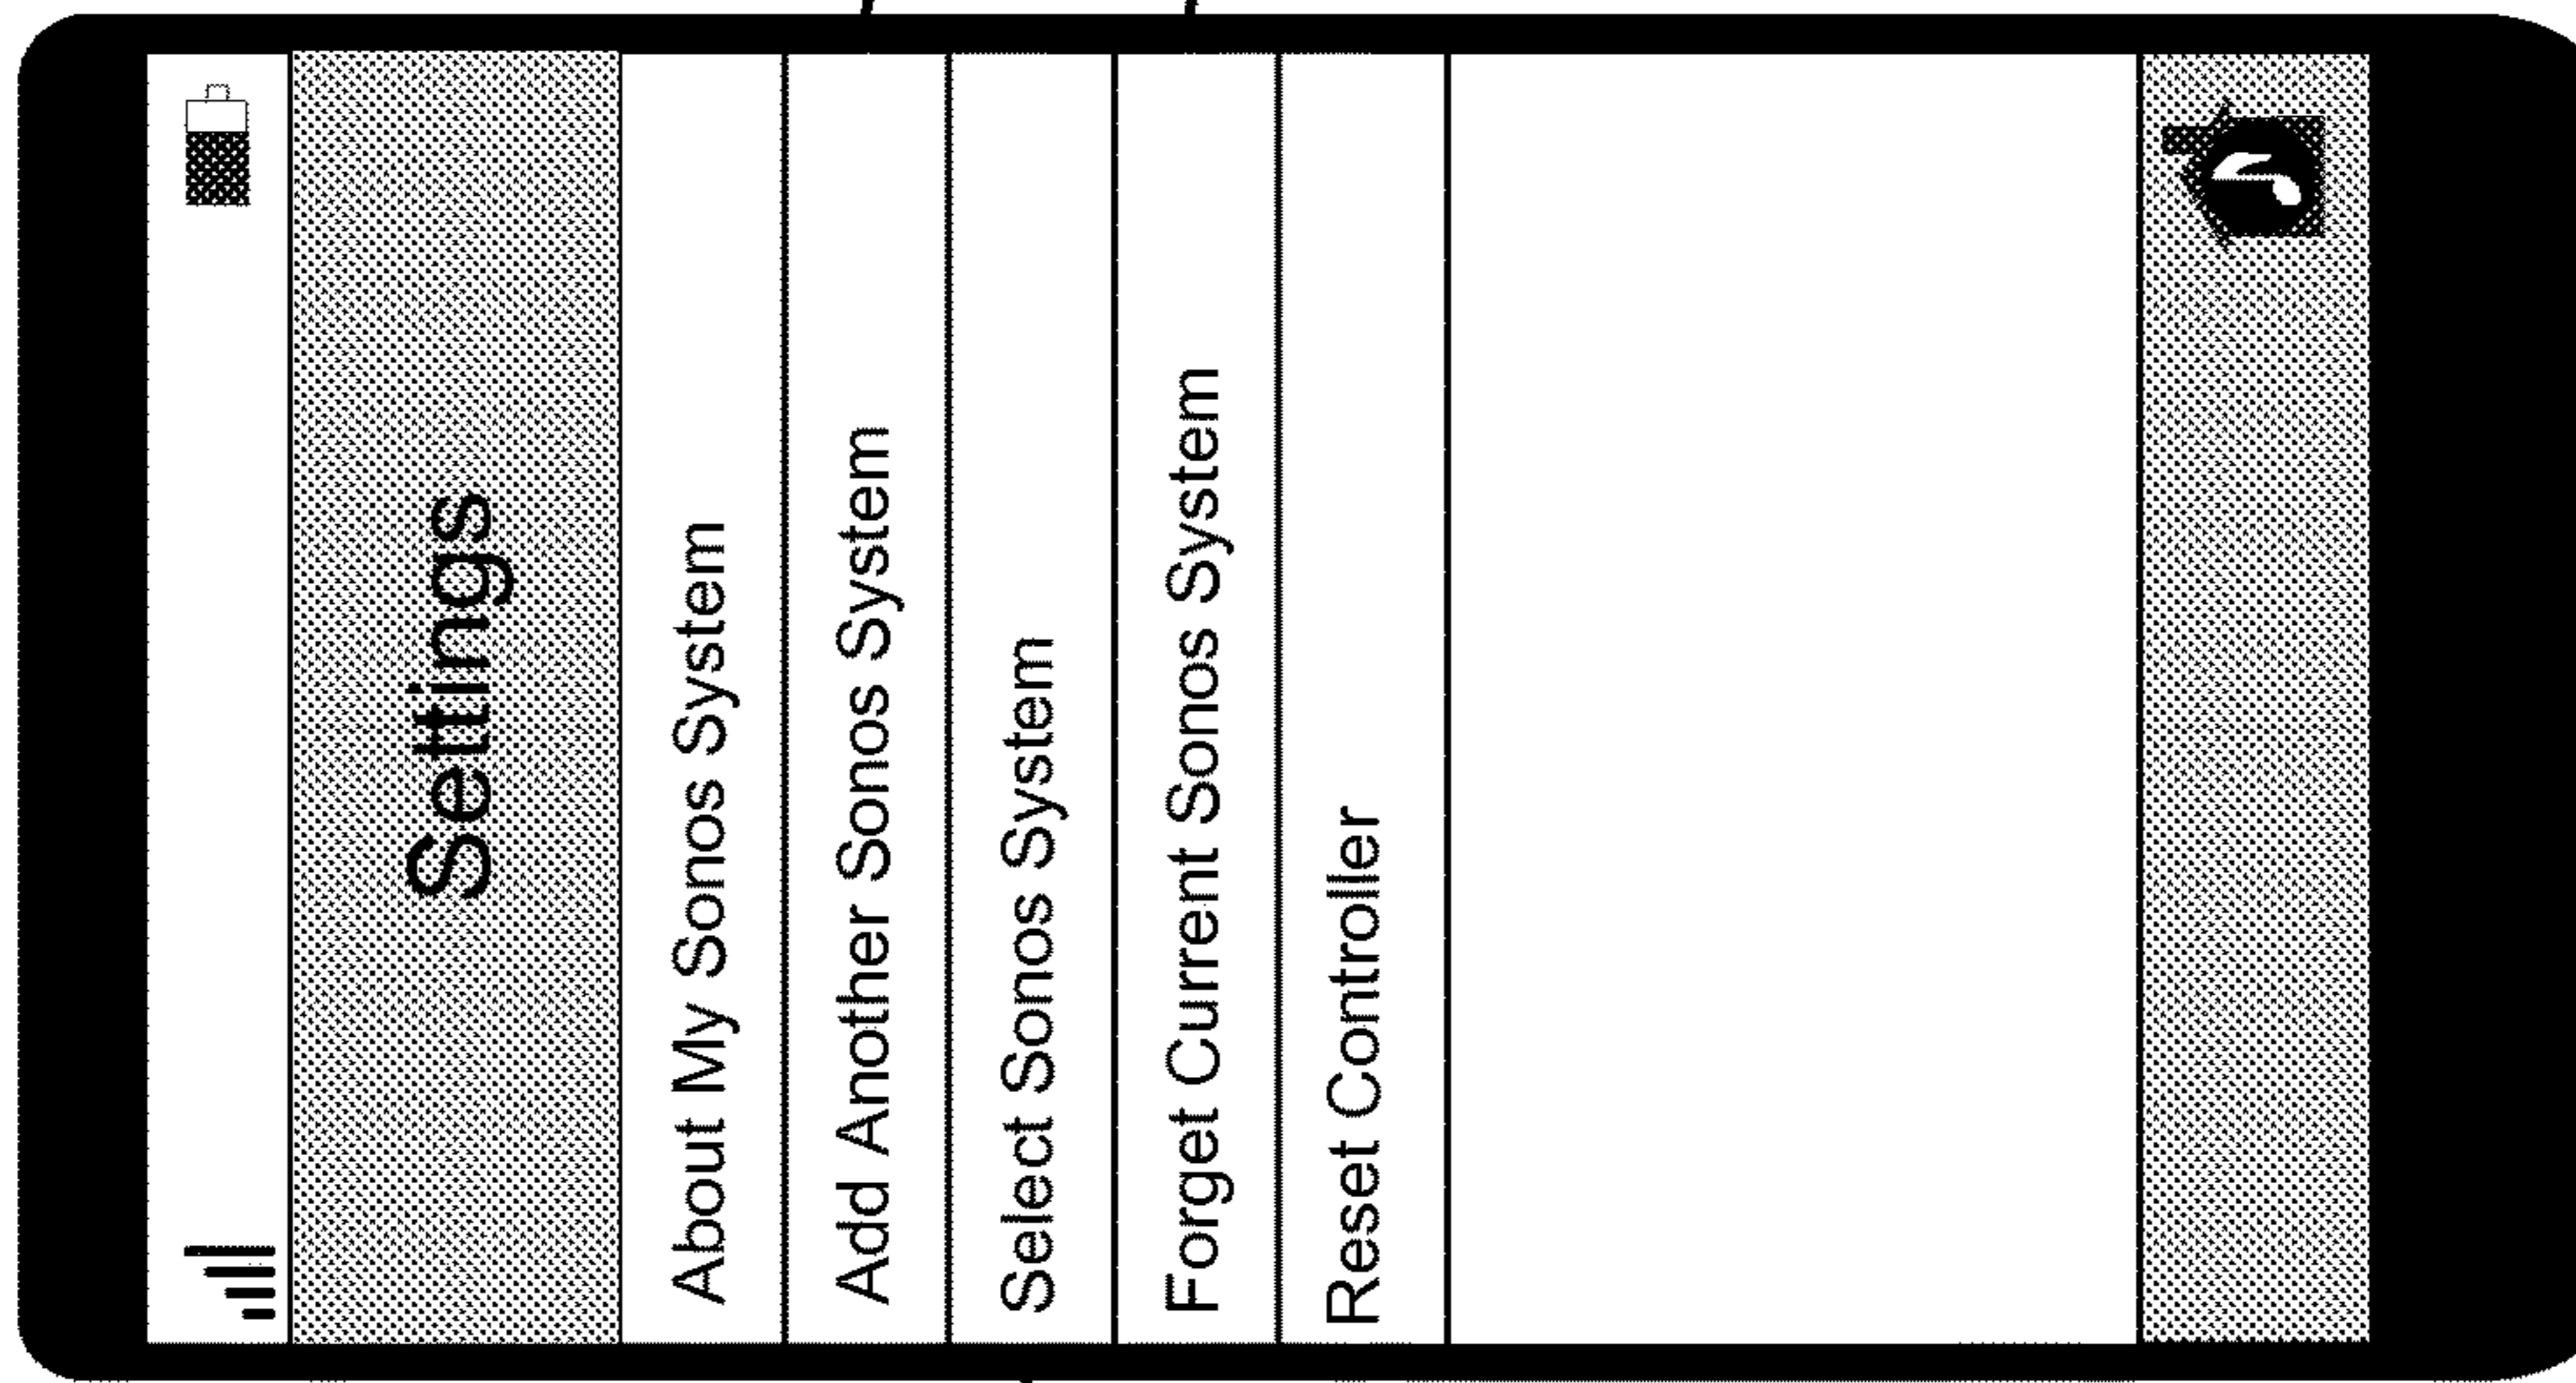 Settings
About My Sonos System
Add Another Sonos System
Select Sonos System
Forget Current Sonos System
Reset Controller